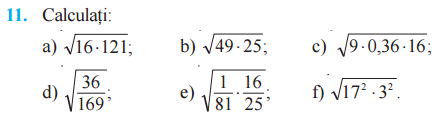 11. Calculați:
a) √16·121; b) √49·25; c) √9·0,36·16;
d) √36/169; e) √1/81·16/25; f) √17²·3².